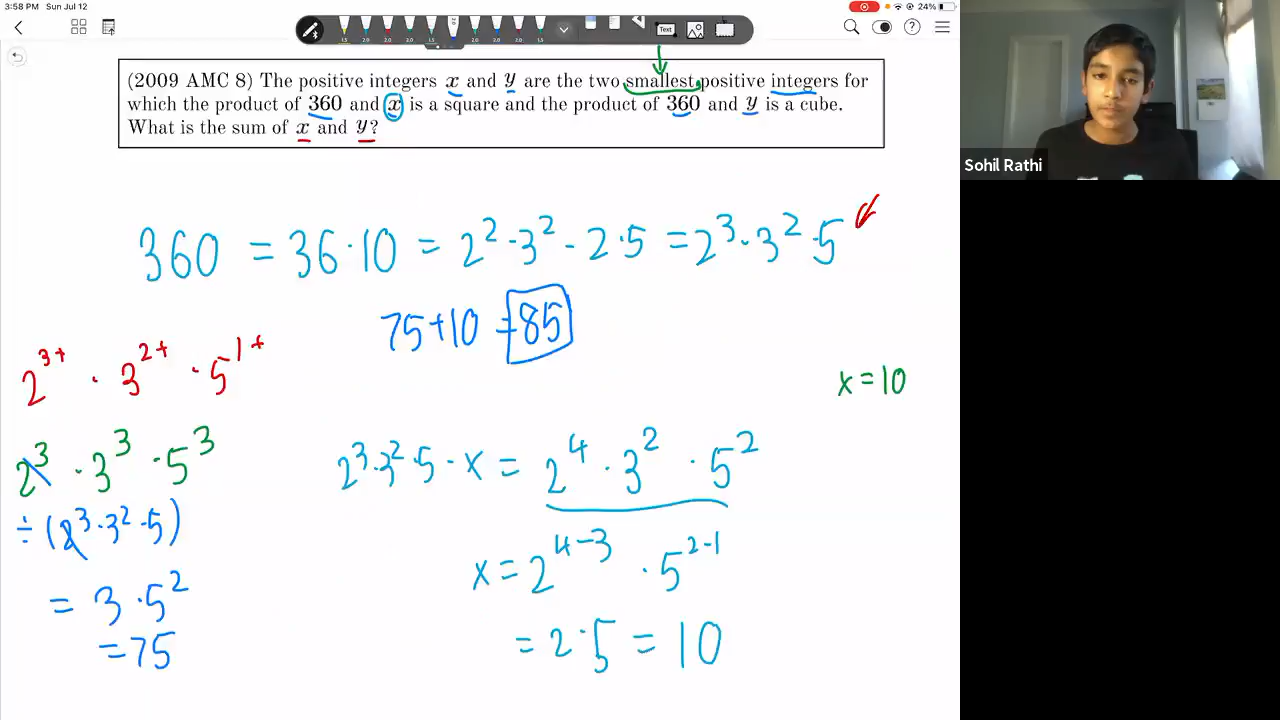 3:58 PM Sun Jul 12
24%
Text
(2009 AMC 8) The positive integers x and y are the two smallest positive integers for
which the product of 360 and x is a square and the product of 360 and y is a cube.
What is the sum of x and y?
Sohil Rathi
360 = 36·10 = 2² · 3² · 2·5 = 2³ · 3² · 5
75+10 = 85
2³⁺ · 3²⁺ · 5¹⁺
x = 10
2³ · 3³ · 5³
2³·3²·5 · x = 2⁴ · 3² · 5²
÷ (2³·3²·5)
x = 2⁴⁻³ · 5²⁻¹
= 3 · 5²
= 2·5 = 10
= 75